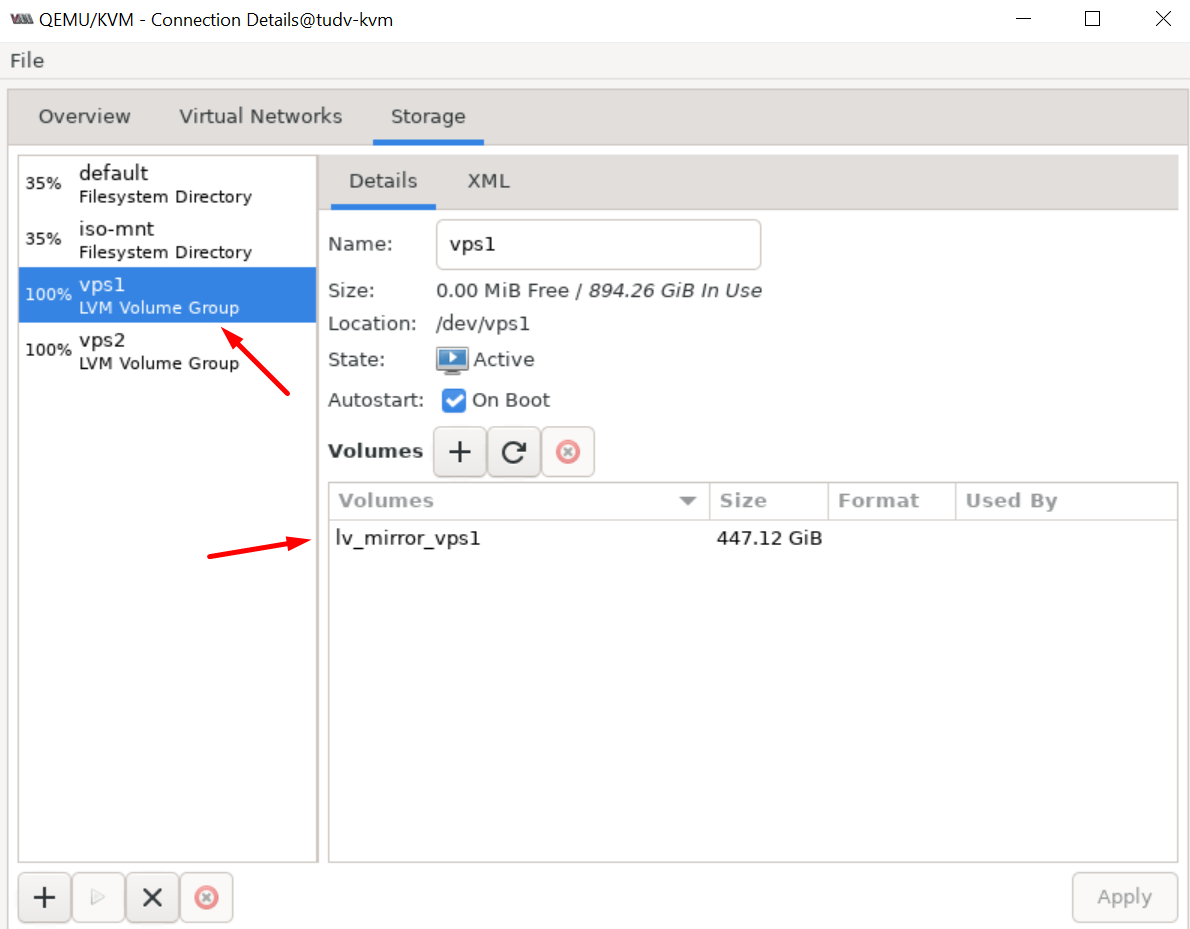 QEMU/KVM - Connection Details@tudv-kvm
File
Overview Virtual Networks Storage
35% default
Filesystem Directory
35% iso-mnt
Filesystem Directory
100% vps1
LVM Volume Group
100% vps2
LVM Volume Group
Details XML
Name: vps1
Size: 0.00 MiB Free / 894.26 GiB In Use
Location: /dev/vps1
State: Active
Autostart: On Boot
Volumes
Volumes Size Format Used By
lv_mirror_vps1 447.12 GiB
Apply